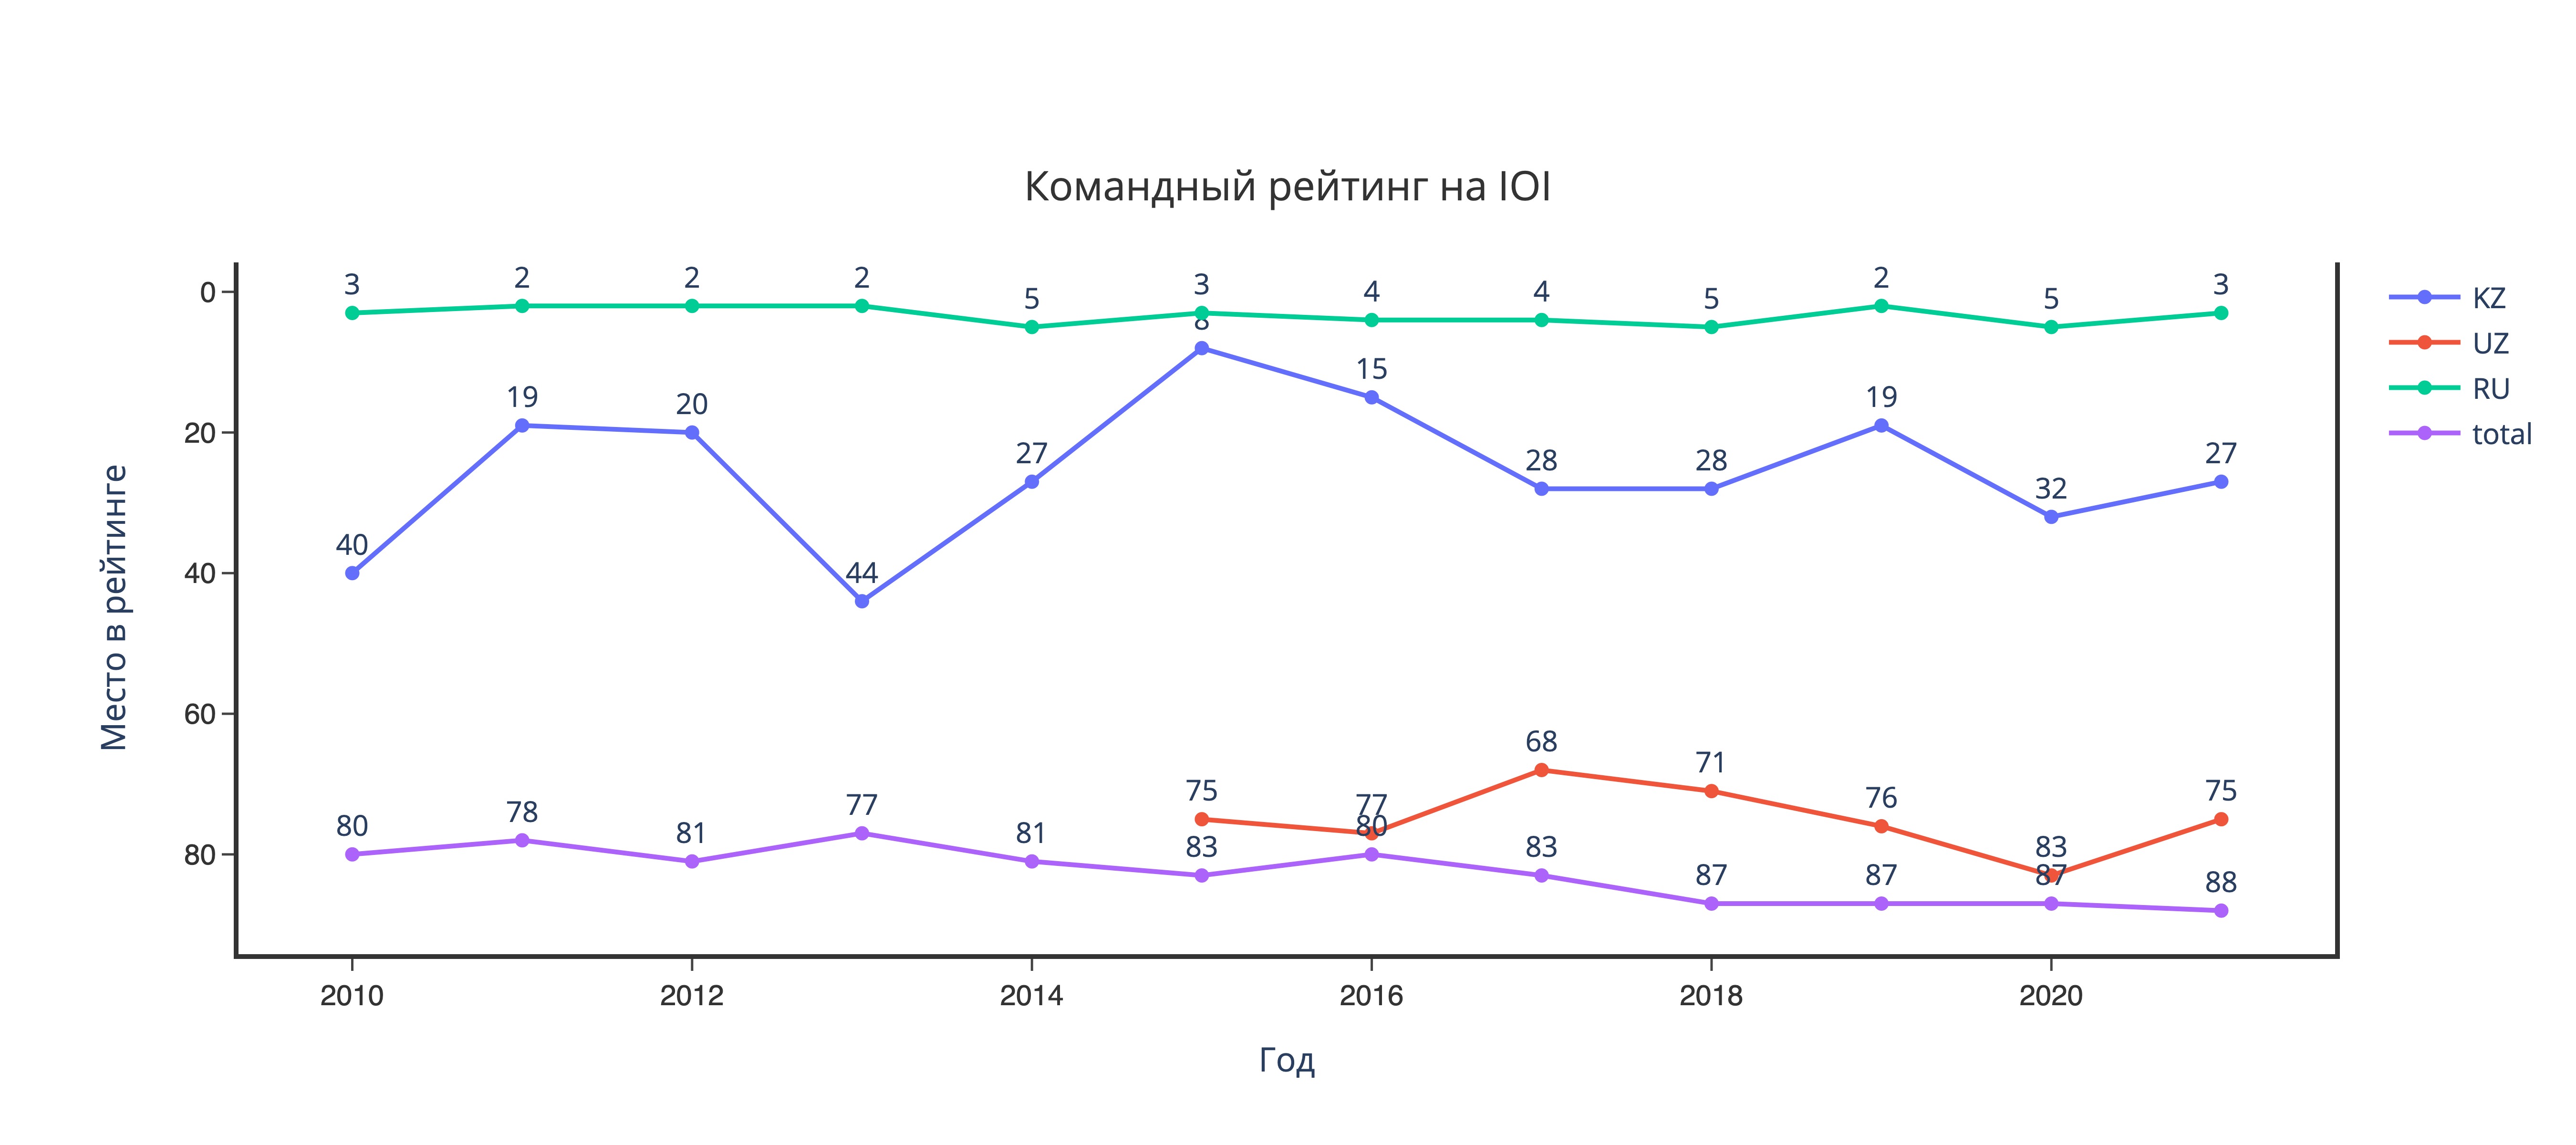 Командный рейтинг на IOI
Место в рейтинге
0
20
40
60
80
3 2 2 2 5 3 4 4 5 2 5 3
40 19 20 44 27 8 15 28 28 19 32 27
75 77 68 71 76 83 75
80 78 81 77 81 83 80 83 87 87 87 88
2010 2012 2014 2016 2018 2020
Год
KZ
UZ
RU
total